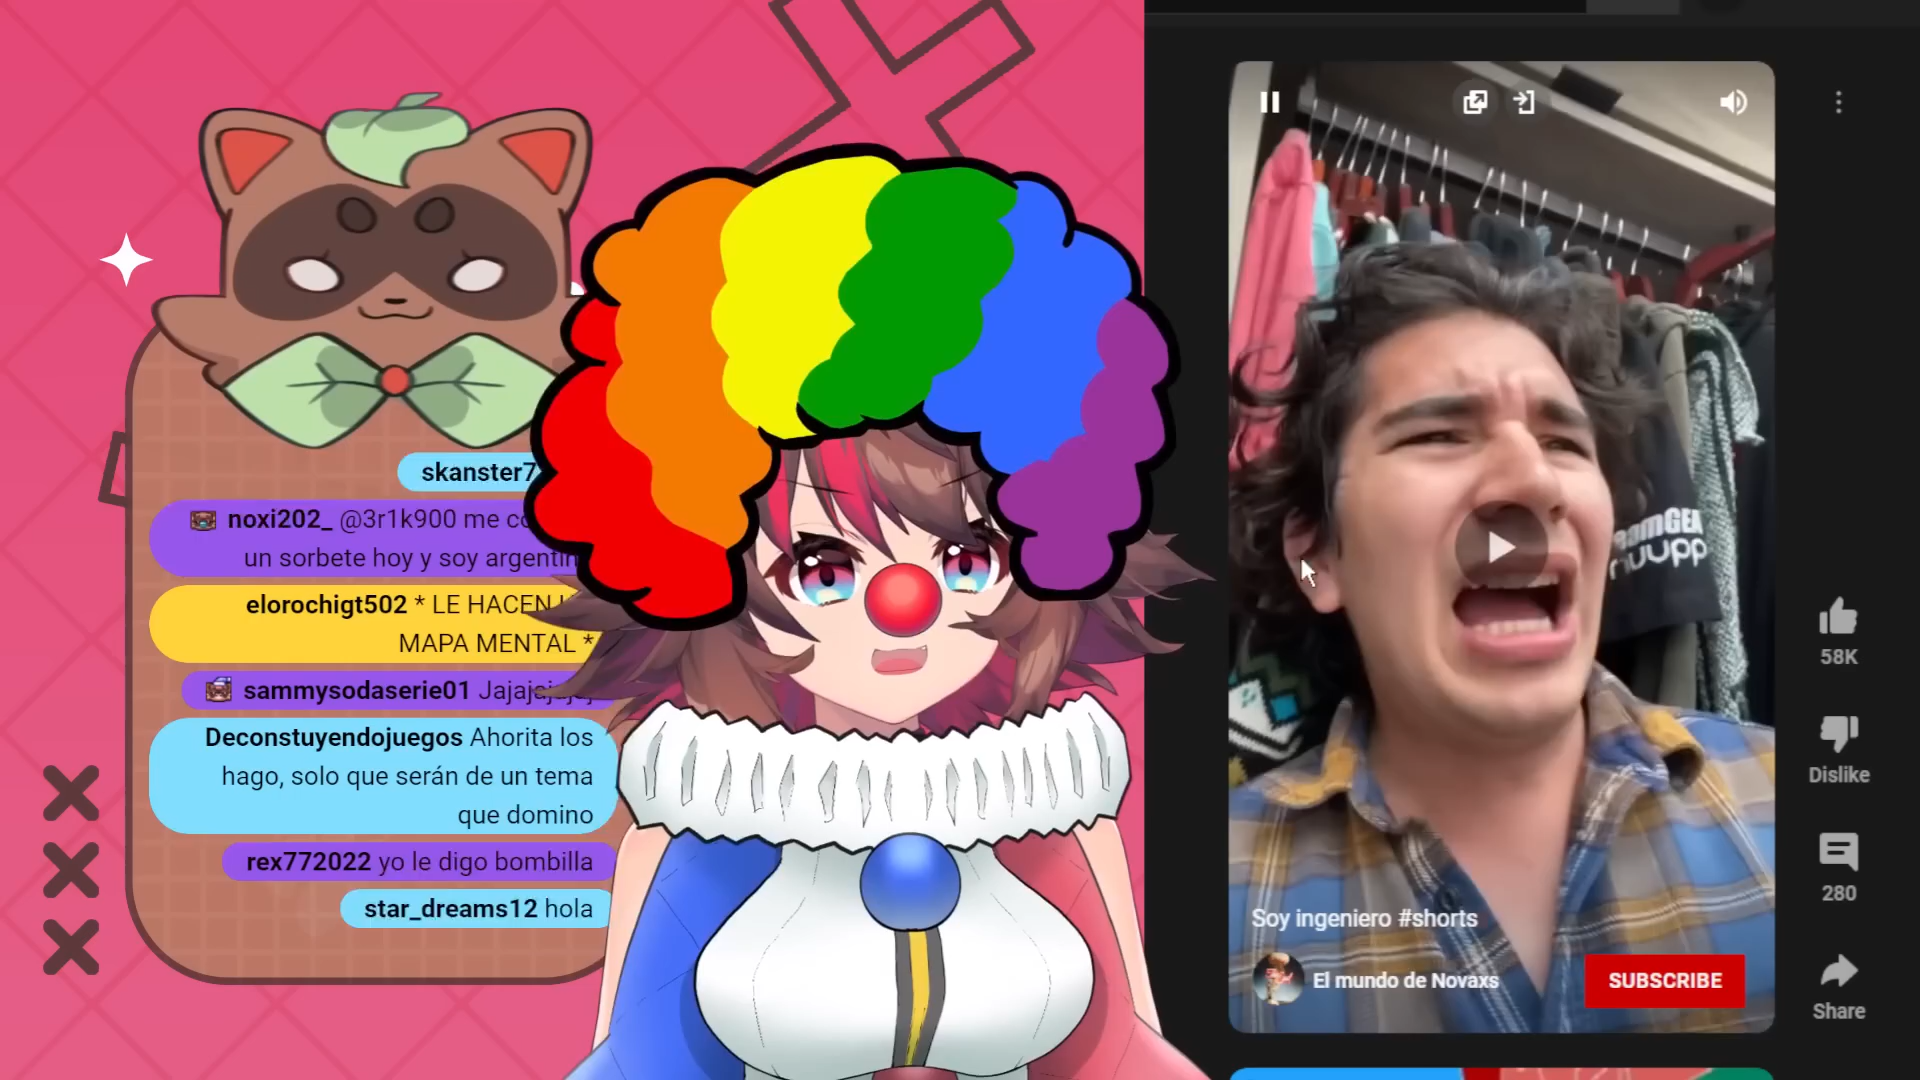 skanster7
noxi202_ @3r1k900 me
un sorbete hoy y soy
elorochigt502 * LE HACEN
MAPA MENTAL *
sammysodaserie01 Jajajajaj
Deconstuyendojuegos Ahorita los
hago, solo que serán de un tema
que domino
rex772022 yo le digo bombilla
star_dreams12 hola
58K
Dislike
280
Share
Soy ingeniero #shorts
El mundo de Novaxs
SUBSCRIBE